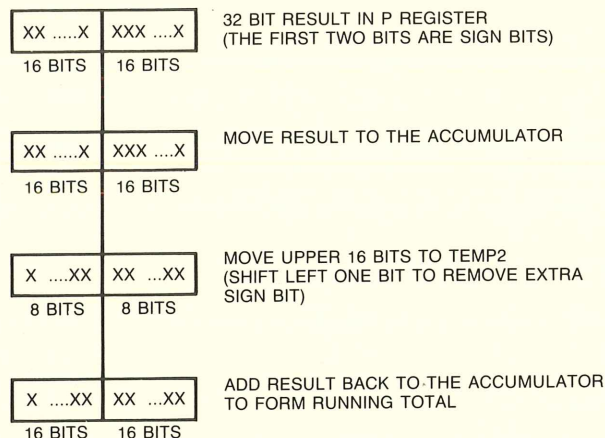 XX .....X XXX ....X
32 BIT RESULT IN P REGISTER
(THE FIRST TWO BITS ARE SIGN BITS)
16 BITS 16 BITS
XX .....X XXX ....X
MOVE RESULT TO THE ACCUMULATOR
16 BITS 16 BITS
X ....XX XX ...XX
MOVE UPPER 16 BITS TO TEMP2
(SHIFT LEFT ONE BIT TO REMOVE EXTRA
SIGN BIT)
8 BITS 8 BITS
X ....XX XX ...XX
ADD RESULT BACK TO THE ACCUMULATOR
TO FORM RUNNING TOTAL
16 BITS 16 BITS